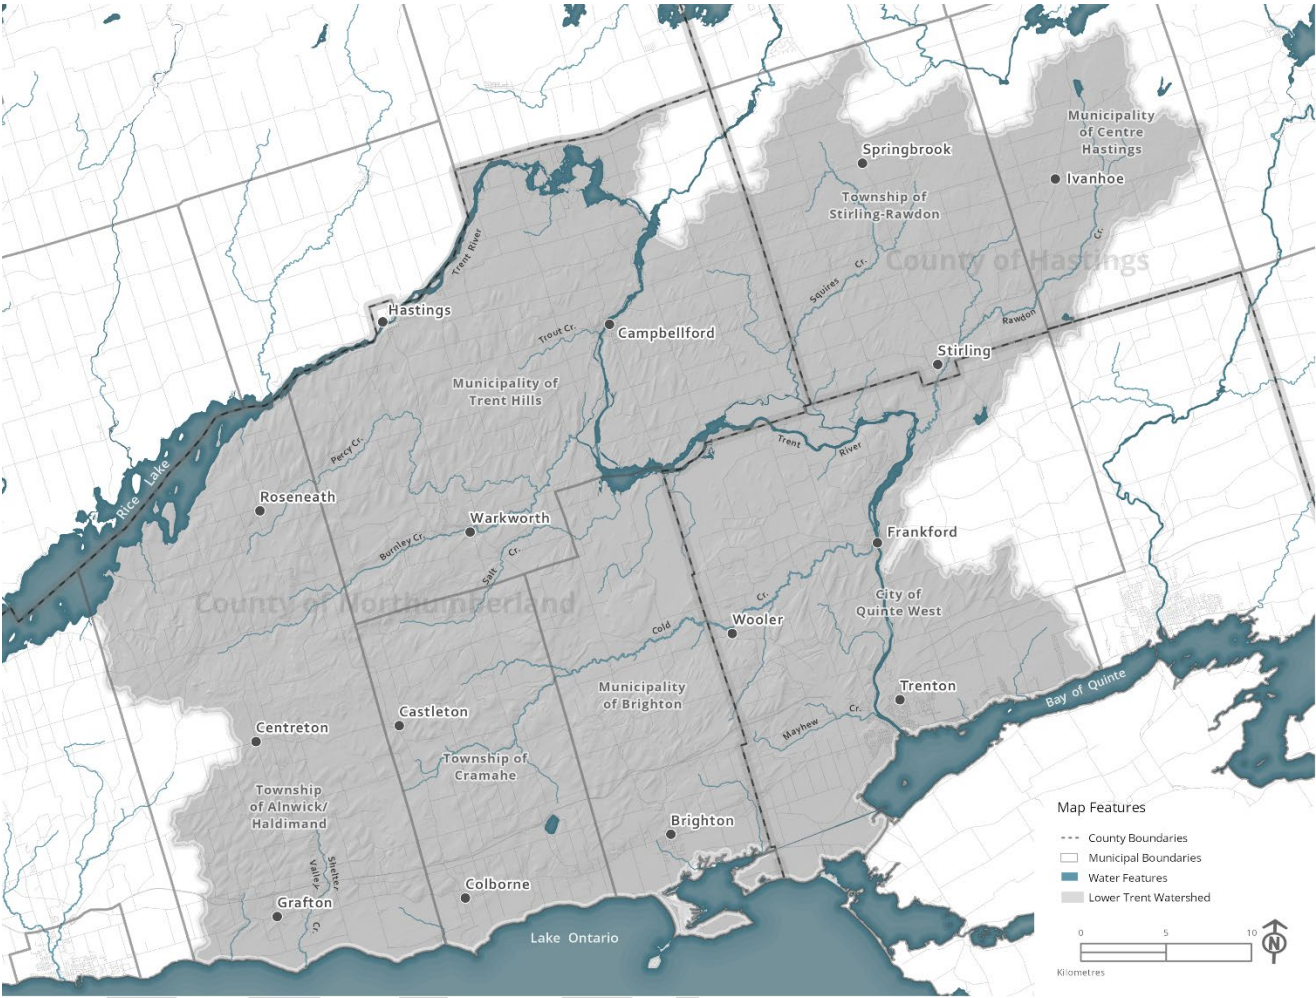 Springbrook
Municipality
of Centre
Hastings
Ivanhoe
Township of
Stirling-Rawdon
County of Hastings
Cr.
Squires Cr.
Rawdon
Stirling
Trent River
Hastings
Trout Cr.
Campbellford
Municipality of
Trent Hills
Percy Cr.
Rice Lake
Roseneath
Warkworth
Burnley Cr.
Salt Cr.
Trent River
Frankford
County of Northumberland
City of
Quinte West
Cold Cr.
Wooler
Municipality
of Brighton
Trenton
Bay of Quinte
Mayhew Cr.
Centreton
Castleton
Township of
Cramahe
Township
of Alnwick/
Haldimand
Brighton
Shelter
Valley
Cr.
Grafton
Colborne
Lake Ontario
Map Features
County Boundaries
Municipal Boundaries
Water Features
Lower Trent Watershed
0 5 10
N
Kilometres